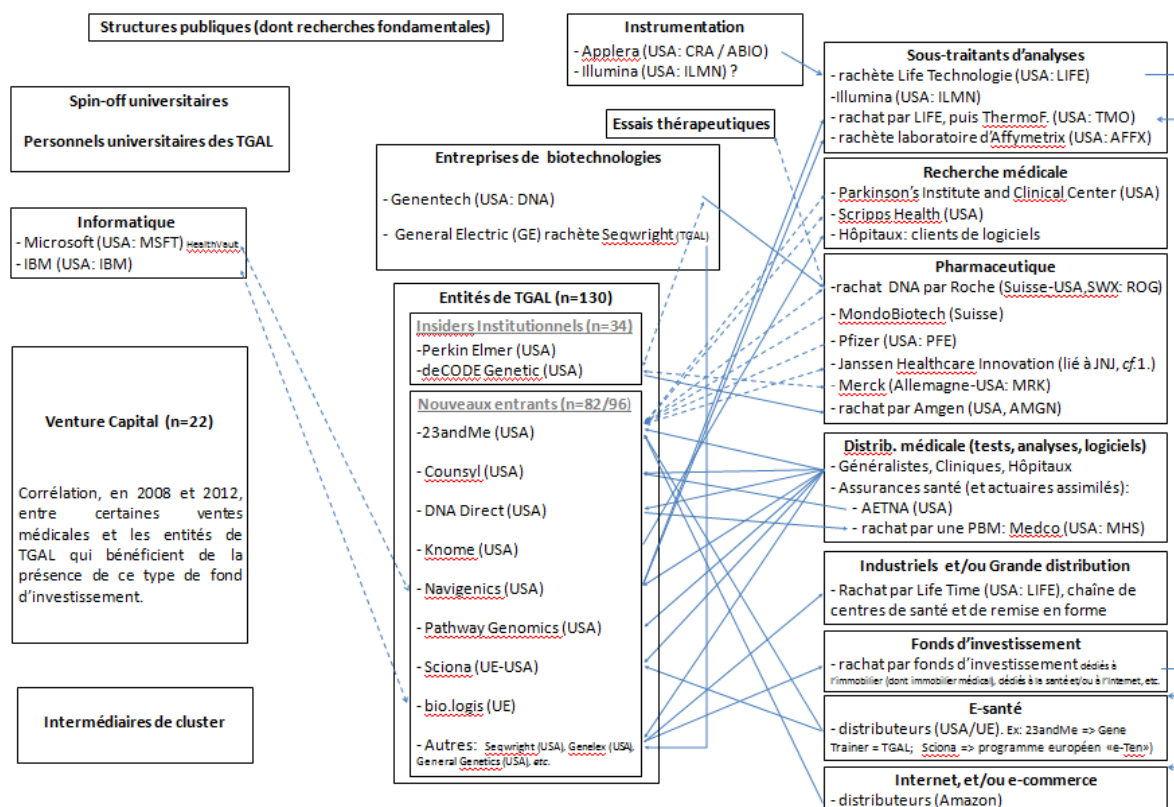 Structures publiques (dont recherches fondamentales)
Spin-off universitaires
Personnels universitaires des TGAL
Informatique
- Microsoft (USA: MSFT) HealthVaut
- IBM (USA: IBM)
Venture Capital (n=22)
Corrélation, en 2008 et 2012,
entre certaines ventes
médicales et les entités de
TGAL qui bénéficient de la
présence de ce type de fond
d'investissement.
Intermédiaires de cluster
Instrumentation
- Applera (USA: CRA / ABIO)
- Illumina (USA: ILMN) ?
Essais thérapeutiques
Entreprises de biotechnologies
- Genentech (USA: DNA)
- General Electric (GE) rachète Seqwright (TGAL)
Entités de TGAL (n=130)
Insiders Institutionnels (n=34)
-Perkin Elmer (USA)
-deCODE Genetic (USA)
Nouveaux entrants (n=82/96)
-23andMe (USA)
- Counsyl (USA)
- DNA Direct (USA)
- Knome (USA)
- Navigenics (USA)
- Pathway Genomics (USA)
- Sciona (UE-USA)
- bio.logis (UE)
- Autres: Seqwright (USA), Genelex (USA),
General Genetics (USA), etc.
Sous-traitants d'analyses
- rachète Life Technologie (USA: LIFE)
-Illumina (USA: ILMN)
- rachat par LIFE, puis ThermoF. (USA: TMO)
- rachète laboratoire d'Affymetrix (USA: AFFX)
Recherche médicale
- Parkinson's Institute and Clinical Center (USA)
- Scripps Health (USA)
- Hôpitaux: clients de logiciels
Pharmaceutique
-rachat DNA par Roche (Suisse-USA,SWX: ROG)
- MondoBiotech (Suisse)
- Pfizer (USA: PFE)
- Janssen Healthcare Innovation (lié à JNJ, cf.1.)
- Merck (Allemagne-USA: MRK)
- rachat par Amgen (USA, AMGN)
Distrib. médicale (tests, analyses, logiciels)
- Généralistes, Cliniques, Hôpitaux
- Assurances santé (et actuaires assimilés):
- AETNA (USA)
- rachat par une PBM: Medco (USA: MHS)
Industriels et/ou Grande distribution
- Rachat par Life Time (USA: LIFE), chaîne de
centres de santé et de remise en forme
Fonds d'investissement
- rachat par fonds d'investissement dédiés à
l'immobilier (dont immobilier médical), dédiés à la santé et/ou à l'Internet, etc.
E-santé
- distributeurs (USA/UE). Ex: 23andMe => Gene
Trainer = TGAL; Sciona => programme européen «e-Ten»)
Internet, et/ou e-commerce
- distributeurs (Amazon)